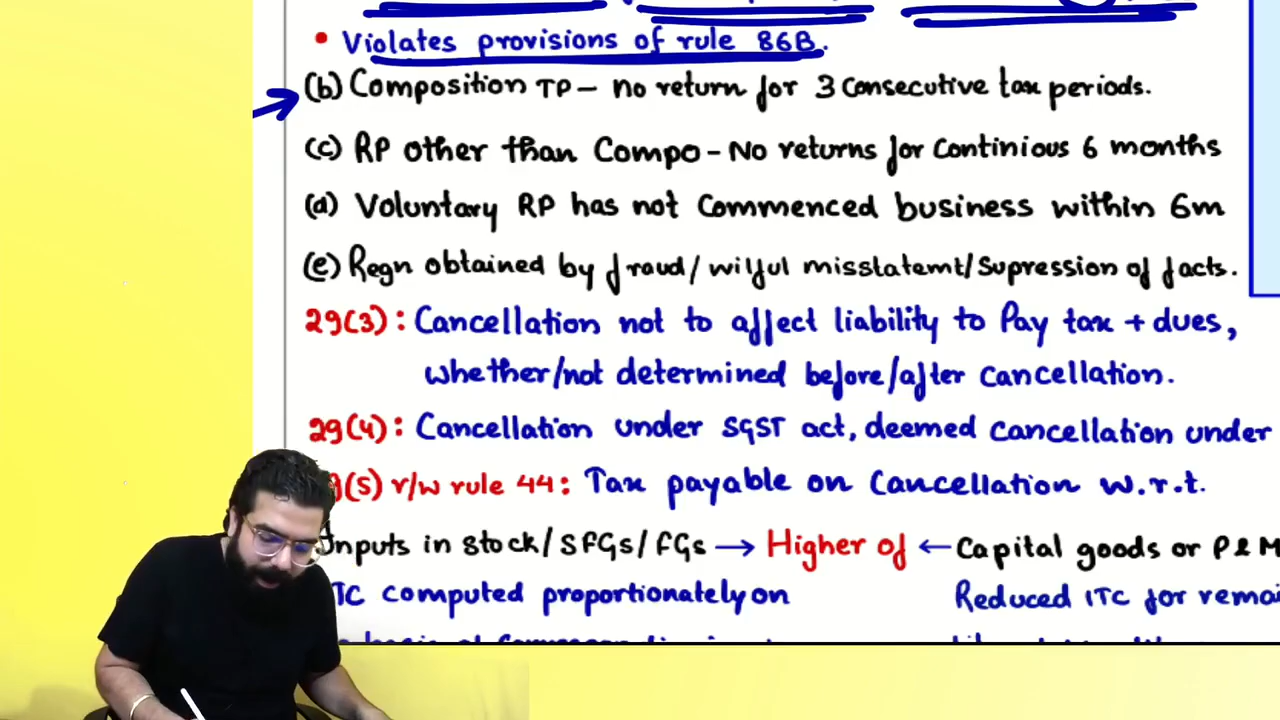 • Violates provisions of rule 86B.
(b) Composition TP – no return for 3 consecutive tax periods.
(c) RP other than Compo – No returns for Continious 6 months
(d) Voluntary RP has not commenced business within 6m
(e) Regn obtained by fraud/wilful misslatemt/Supression of facts.
29(3): Cancellation not to affect liability to Pay tax + dues,
whether/not determined before/after cancellation.
29(4): Cancellation under SGST act, deemed cancellation under
9(5) r/w rule 44: Tax payable on Cancellation w.r.t.
Inputs in stock/SFGs/FGs → Higher of ← Capital goods or P&M
TC computed proportionately on
Reduced ITC for remai